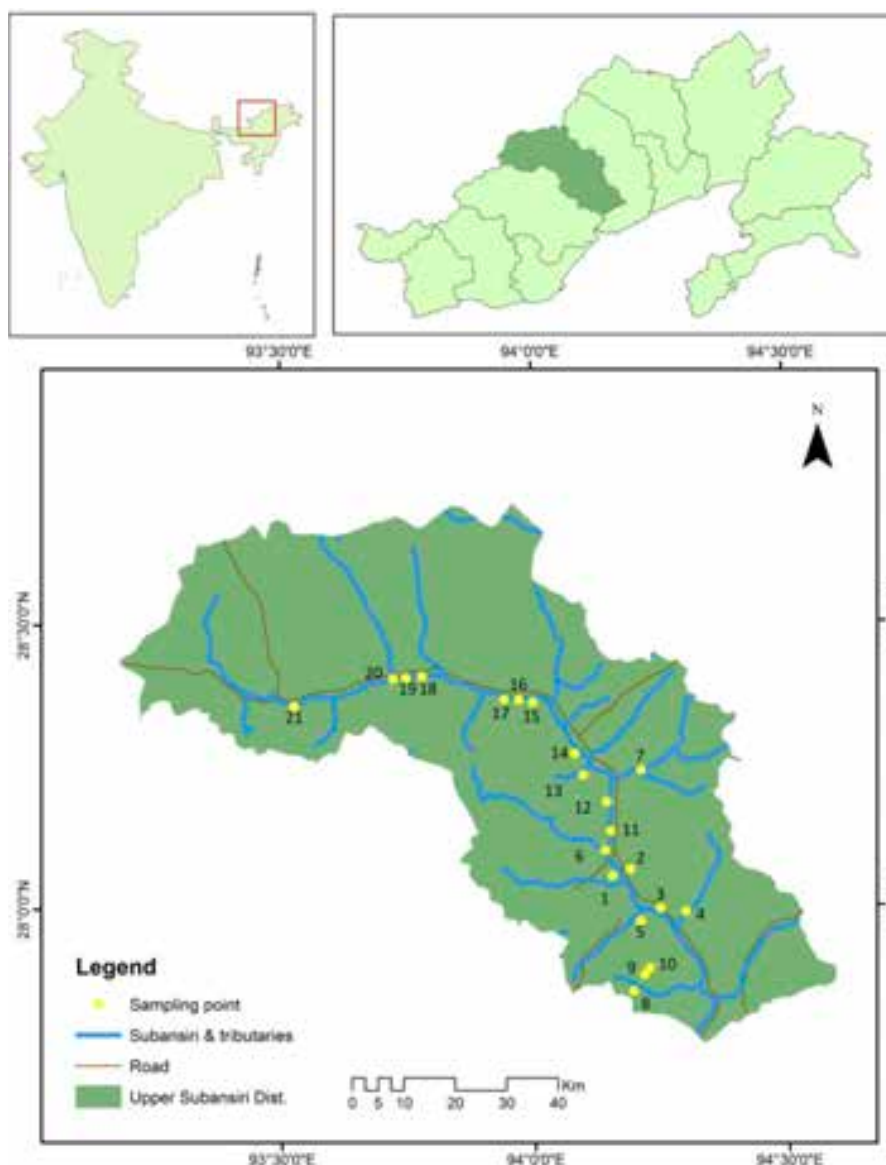 93°30'0"E
94°0'0"E
94°30'0"E
N
28°30'0"N
28°0'0"N
20
19
18
16
17
15
21
14
7
13
12
11
6
2
1
3
4
5
9
10
8
Legend
Sampling point
Subansiri & tributaries
Road
Upper Subansiri Dist.
Km
0 5 10 20 30 40
93°30'0"E
94°0'0"E
94°30'0"E